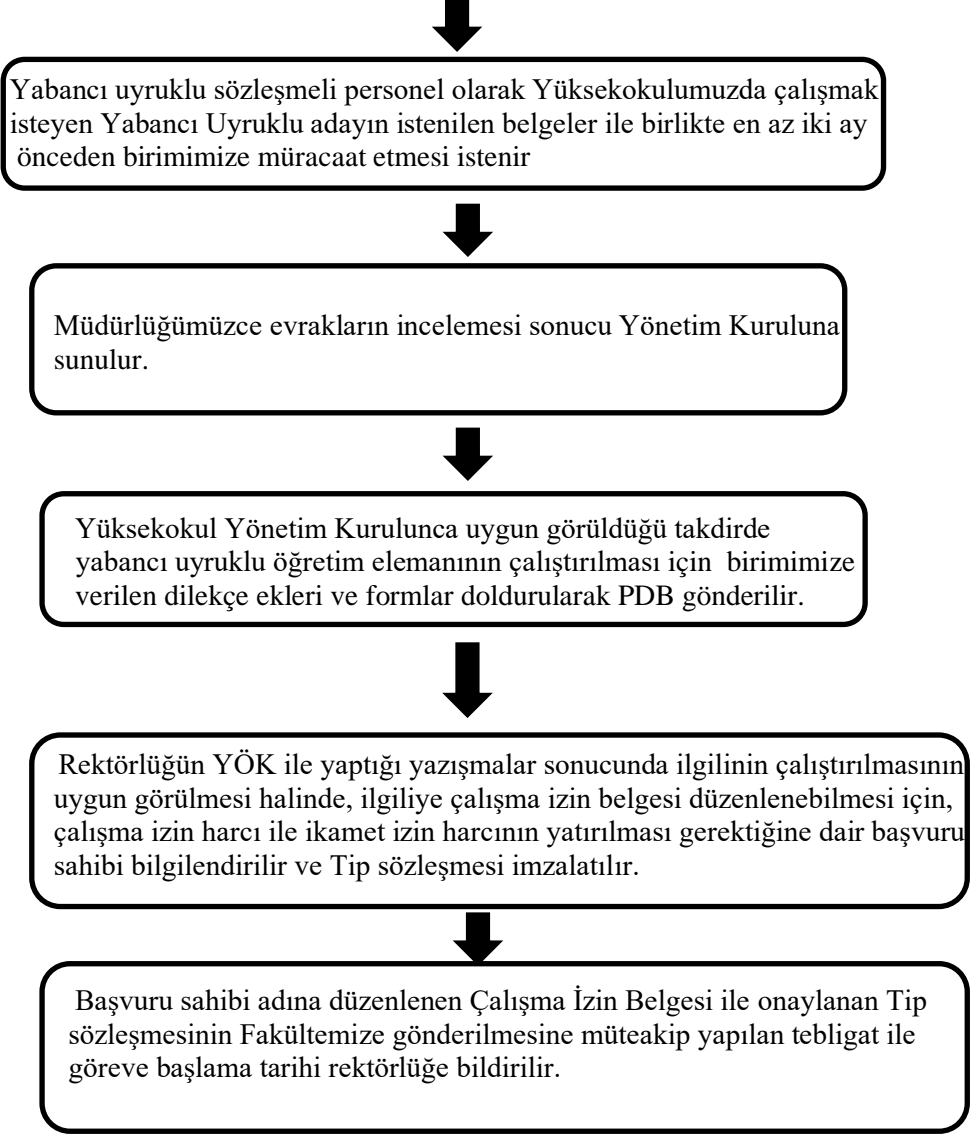 Yabancı uyruklu sözleşmeli personel olarak Yüksekokulumuzda çalışmak
isteyen Yabancı Uyruklu adayın istenilen belgeler ile birlikte en az iki ay
önceden birimimize müracaat etmesi istenir
Müdürlüğümüzce evrakların incelemesi sonucu Yönetim Kuruluna
sunulur.
Yüksekokul Yönetim Kurulunca uygun görüldüğü takdirde
yabancı uyruklu öğretim elemanının çalıştırılması için birimimize
verilen dilekçe ekleri ve formlar doldurularak PDB gönderilir.
Rektörlüğün YÖK ile yaptığı yazışmalar sonucunda ilgilinin çalıştırılmasının
uygun görülmesi halinde, ilgiliye çalışma izin belgesi düzenlenebilmesi için,
çalışma izin harcı ile ikamet izin harcının yatırılması gerektiğine dair başvuru
sahibi bilgilendirilir ve Tip sözleşmesi imzalatılır.
Başvuru sahibi adına düzenlenen Çalışma İzin Belgesi ile onaylanan Tip
sözleşmesinin Fakültemize gönderilmesine müteakip yapılan tebligat ile
göreve başlama tarihi rektörlüğe bildirilir.